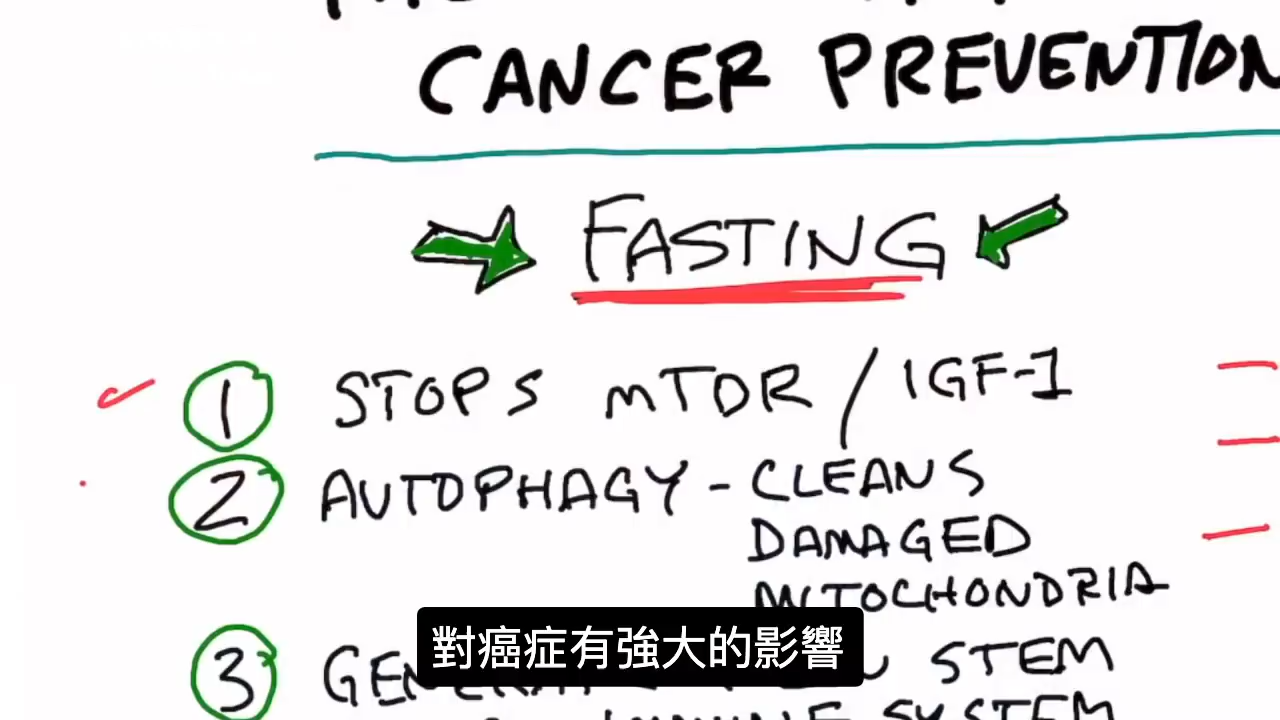 CANCER PREVENTION
FASTING
1 STOPS mTOR / IGF-1
2 AUTOPHAGY - CLEANS
DAMAGED
MITOCHONDRIA
3 STEM
SYSTEM
對癌症有強大的影響